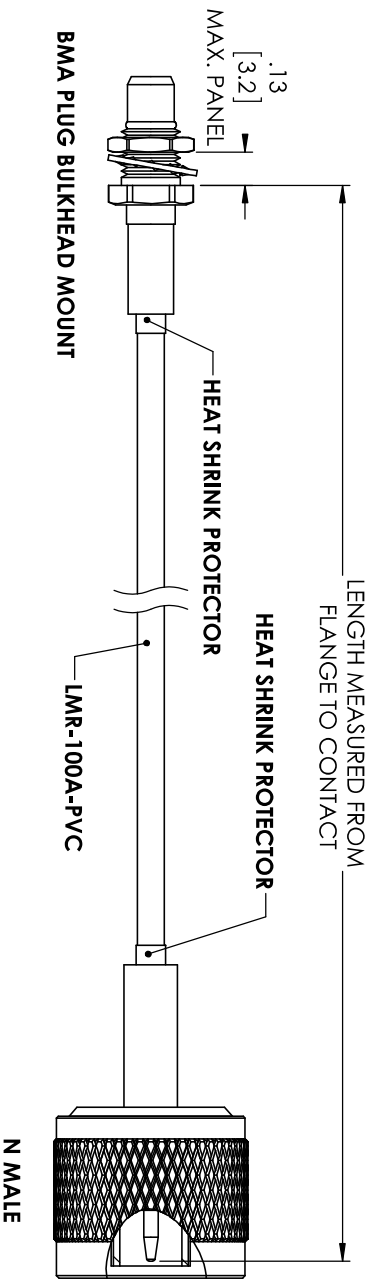 .13
[3.2]
MAX. PANEL
BMA PLUG BULKHEAD MOUNT
HEAT SHRINK PROTECTOR
LENGTH MEASURED FROM
FLANGE TO CONTACT
HEAT SHRINK PROTECTOR
LMR-100A-PVC
N MALE